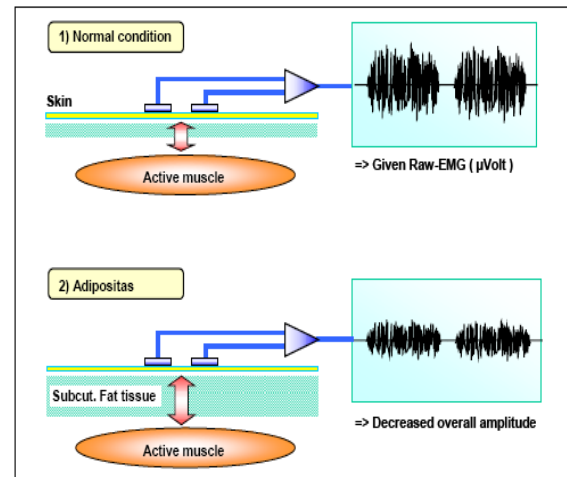 1) Normal condition
Skin
Active muscle
=> Given Raw-EMG ( µVolt )
2) Adipositas
Subcut. Fat tissue
Active muscle
=> Decreased overall amplitude